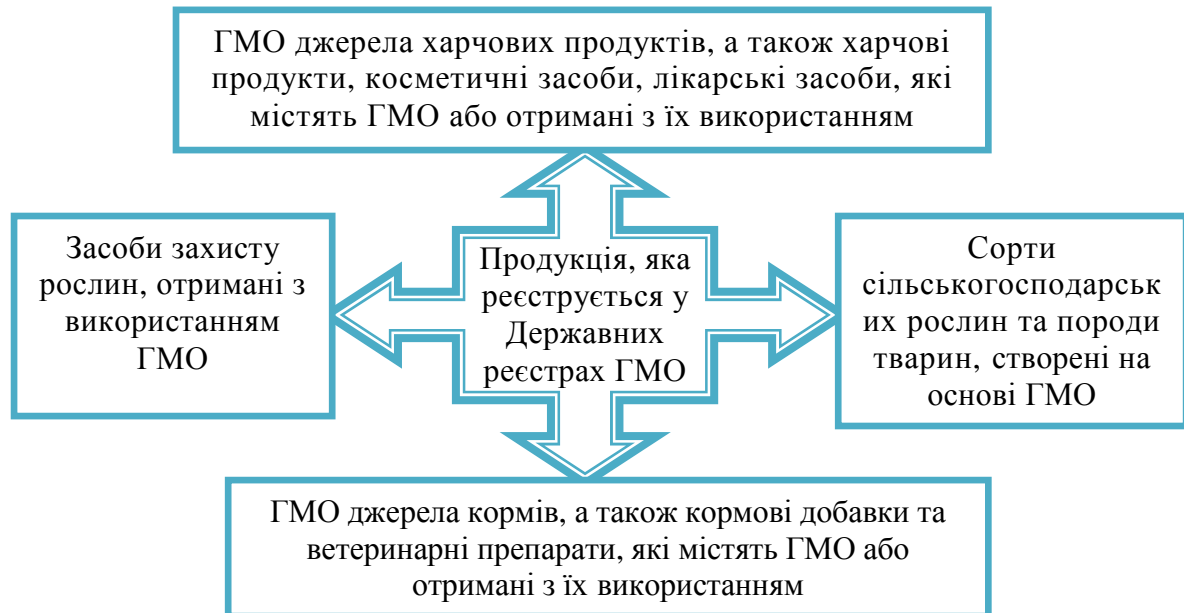 ГМО джерела харчових продуктів, а також харчові
продукти, косметичні засоби, лікарські засоби, які
містять ГМО або отримані з їх використанням
Засоби захисту
рослин, отримані з
використанням
ГМО
Продукція, яка
реєструється у
Державних
реєстрах ГМО
Сорти
сільськогосподарськ
их рослин та породи
тварин, створені на
основі ГМО
ГМО джерела кормів, а також кормові добавки та
ветеринарні препарати, які містять ГМО або
отримані з їх використанням